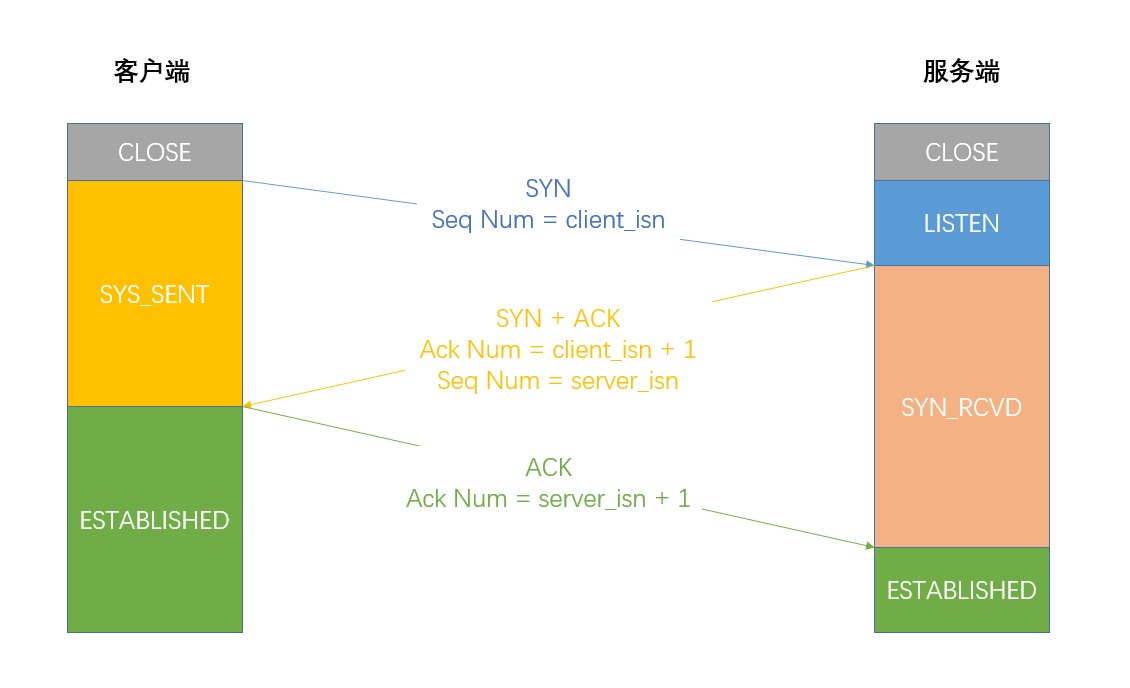 客户端
服务端
CLOSE
CLOSE
SYN
Seq Num = client_isn
LISTEN
SYS_SENT
SYN + ACK
Ack Num = client_isn + 1
Seq Num = server_isn
SYN_RCVD
ACK
Ack Num = server_isn + 1
ESTABLISHED
ESTABLISHED